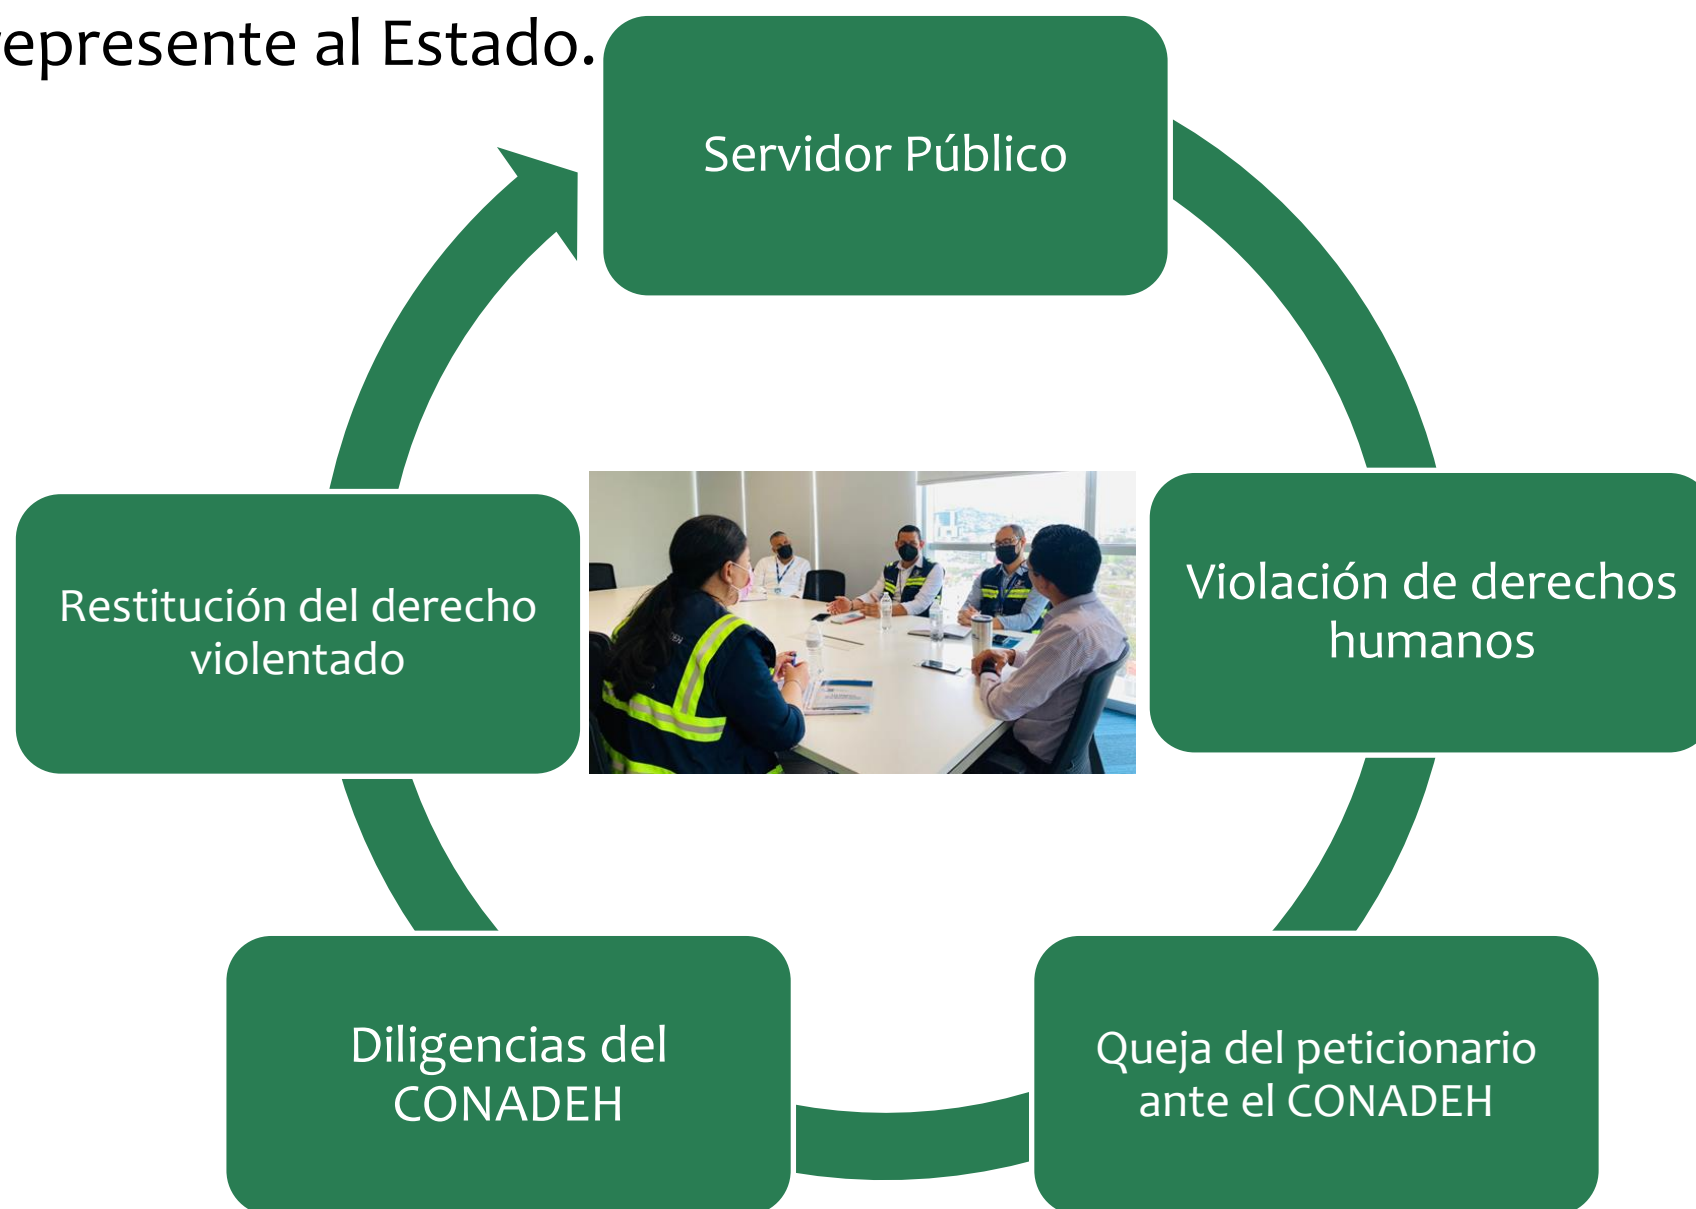 represente al Estado.
Servidor Público
Violación de derechos
humanos
Queja del peticionario
ante el CONADEH
Diligencias del
CONADEH
Restitución del derecho
violentado